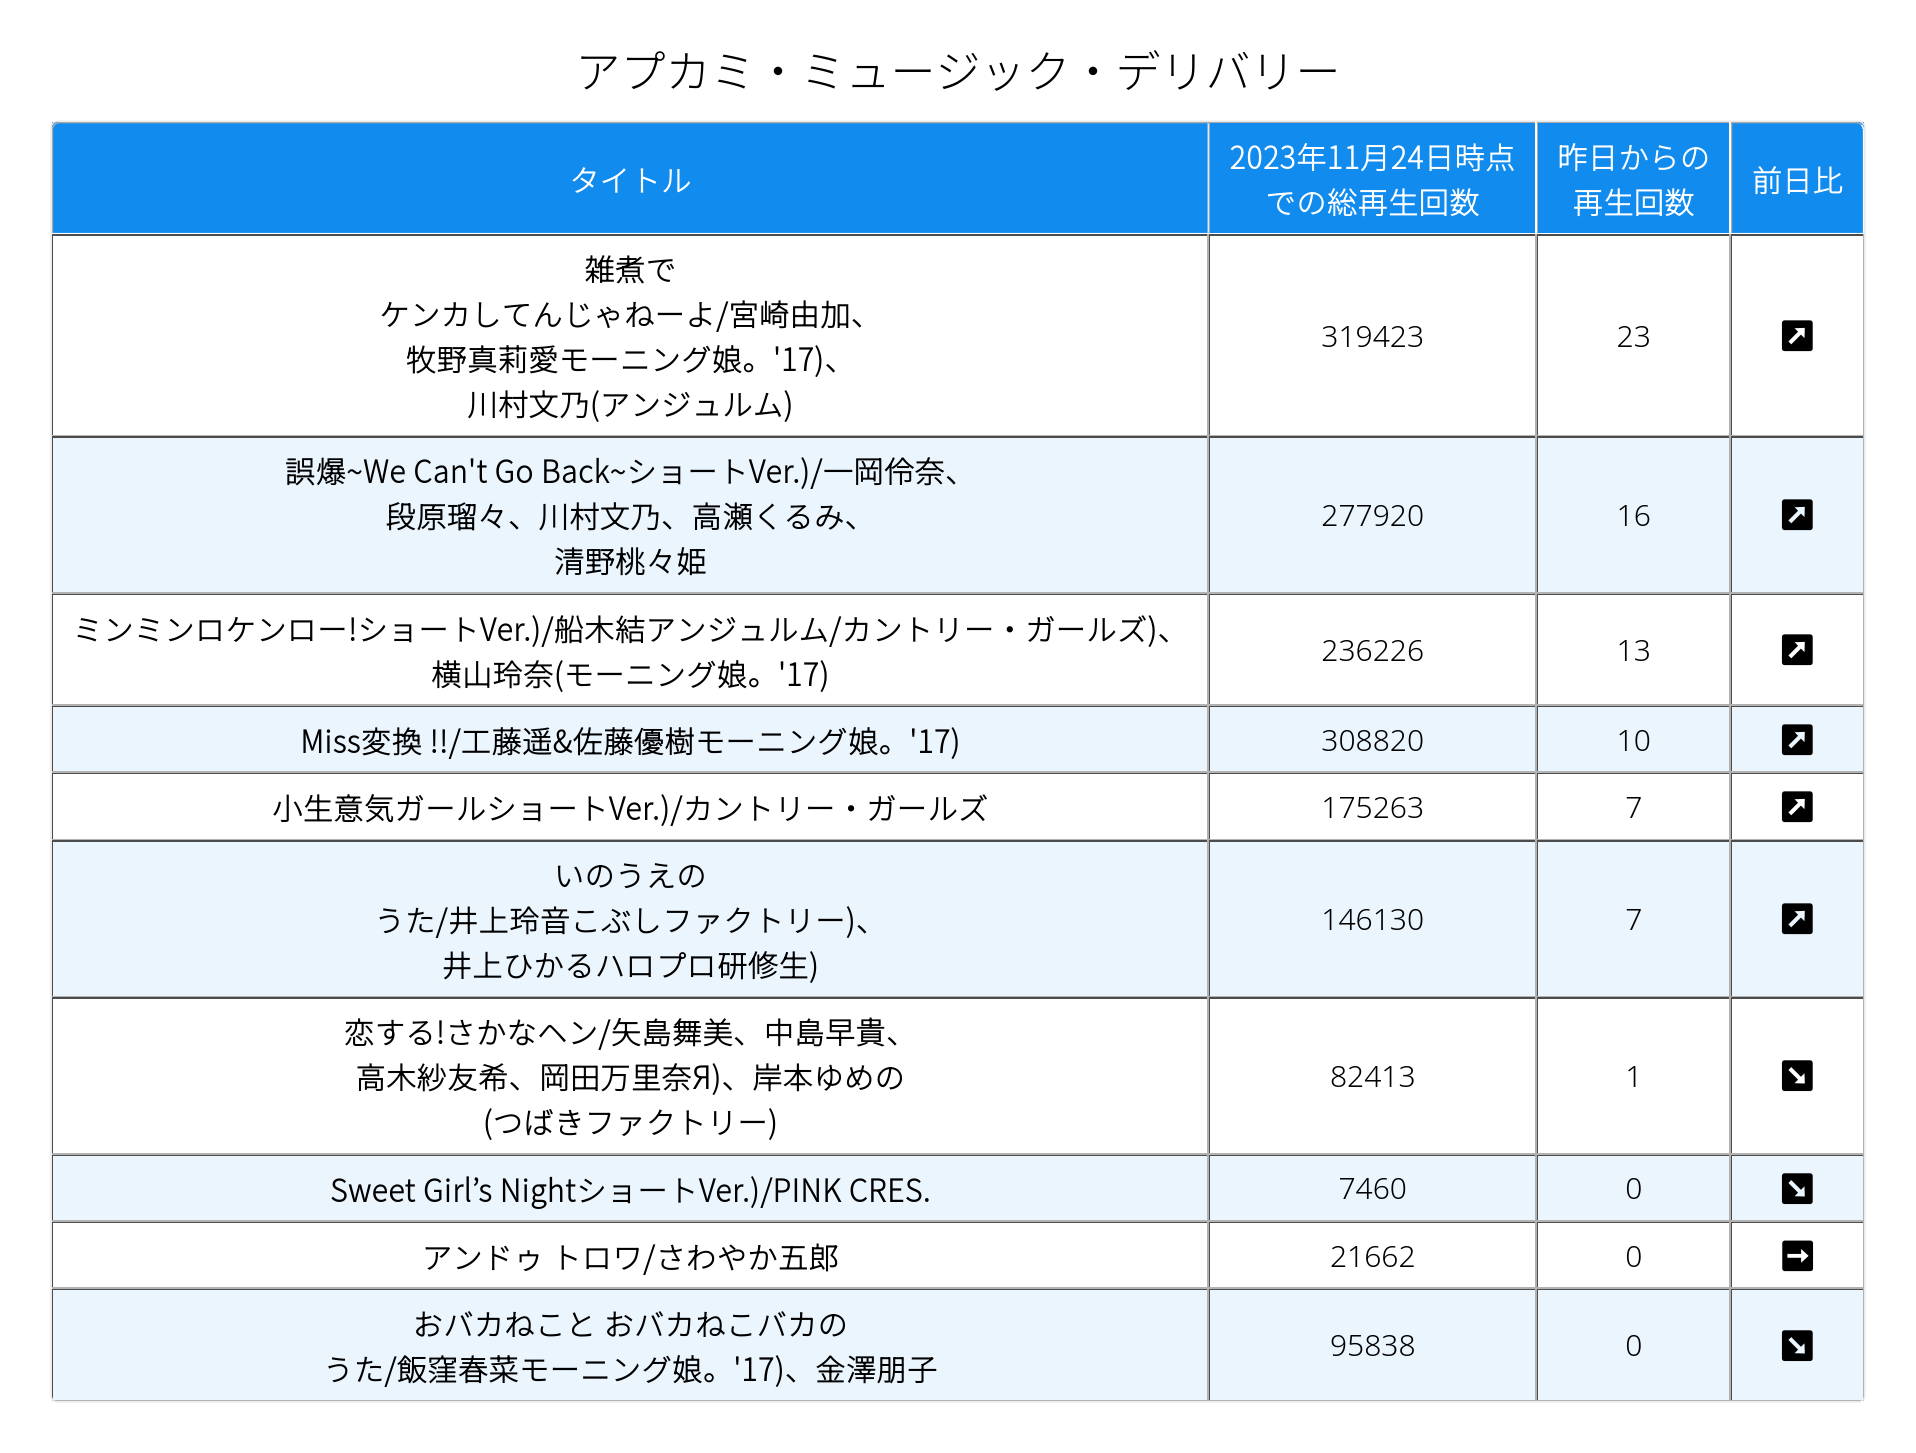 アプカミ・ミュージック・デリバリー
タイトル
2023年11月24日時点
での総再生回数
昨日からの
再生回数
前日比
雑煮で
ケンカしてんじゃねーよ/宮崎由加、
牧野真莉愛モーニング娘。'17)、
川村文乃(アンジュルム)
319423
23
誤爆~We Can't Go Back~ショートVer.)/一岡伶奈、
段原瑠々、川村文乃、高瀬くるみ、
清野桃々姫
277920
16
ミンミンロケンロー!ショートVer.)/船木結アンジュルム/カントリー・ガールズ)、
横山玲奈(モーニング娘。'17)
236226
13
Miss変換 !!/工藤遥&佐藤優樹モーニング娘。'17)
308820
10
小生意気ガールショートVer.)/カントリー・ガールズ
175263
7
いのうえの
うた/井上玲音こぶしファクトリー)、
井上ひかるハロプロ研修生)
146130
7
恋する!さかなヘン/矢島舞美、中島早貴、
高木紗友希、岡田万里奈Я)、岸本ゆめの
(つばきファクトリー)
82413
1
Sweet Girl’s NightショートVer.)/PINK CRES.
7460
0
アンドゥ トロワ/さわやか五郎
21662
0
おバカねこと おバカねこバカの
うた/飯窪春菜モーニング娘。'17)、金澤朋子
95838
0